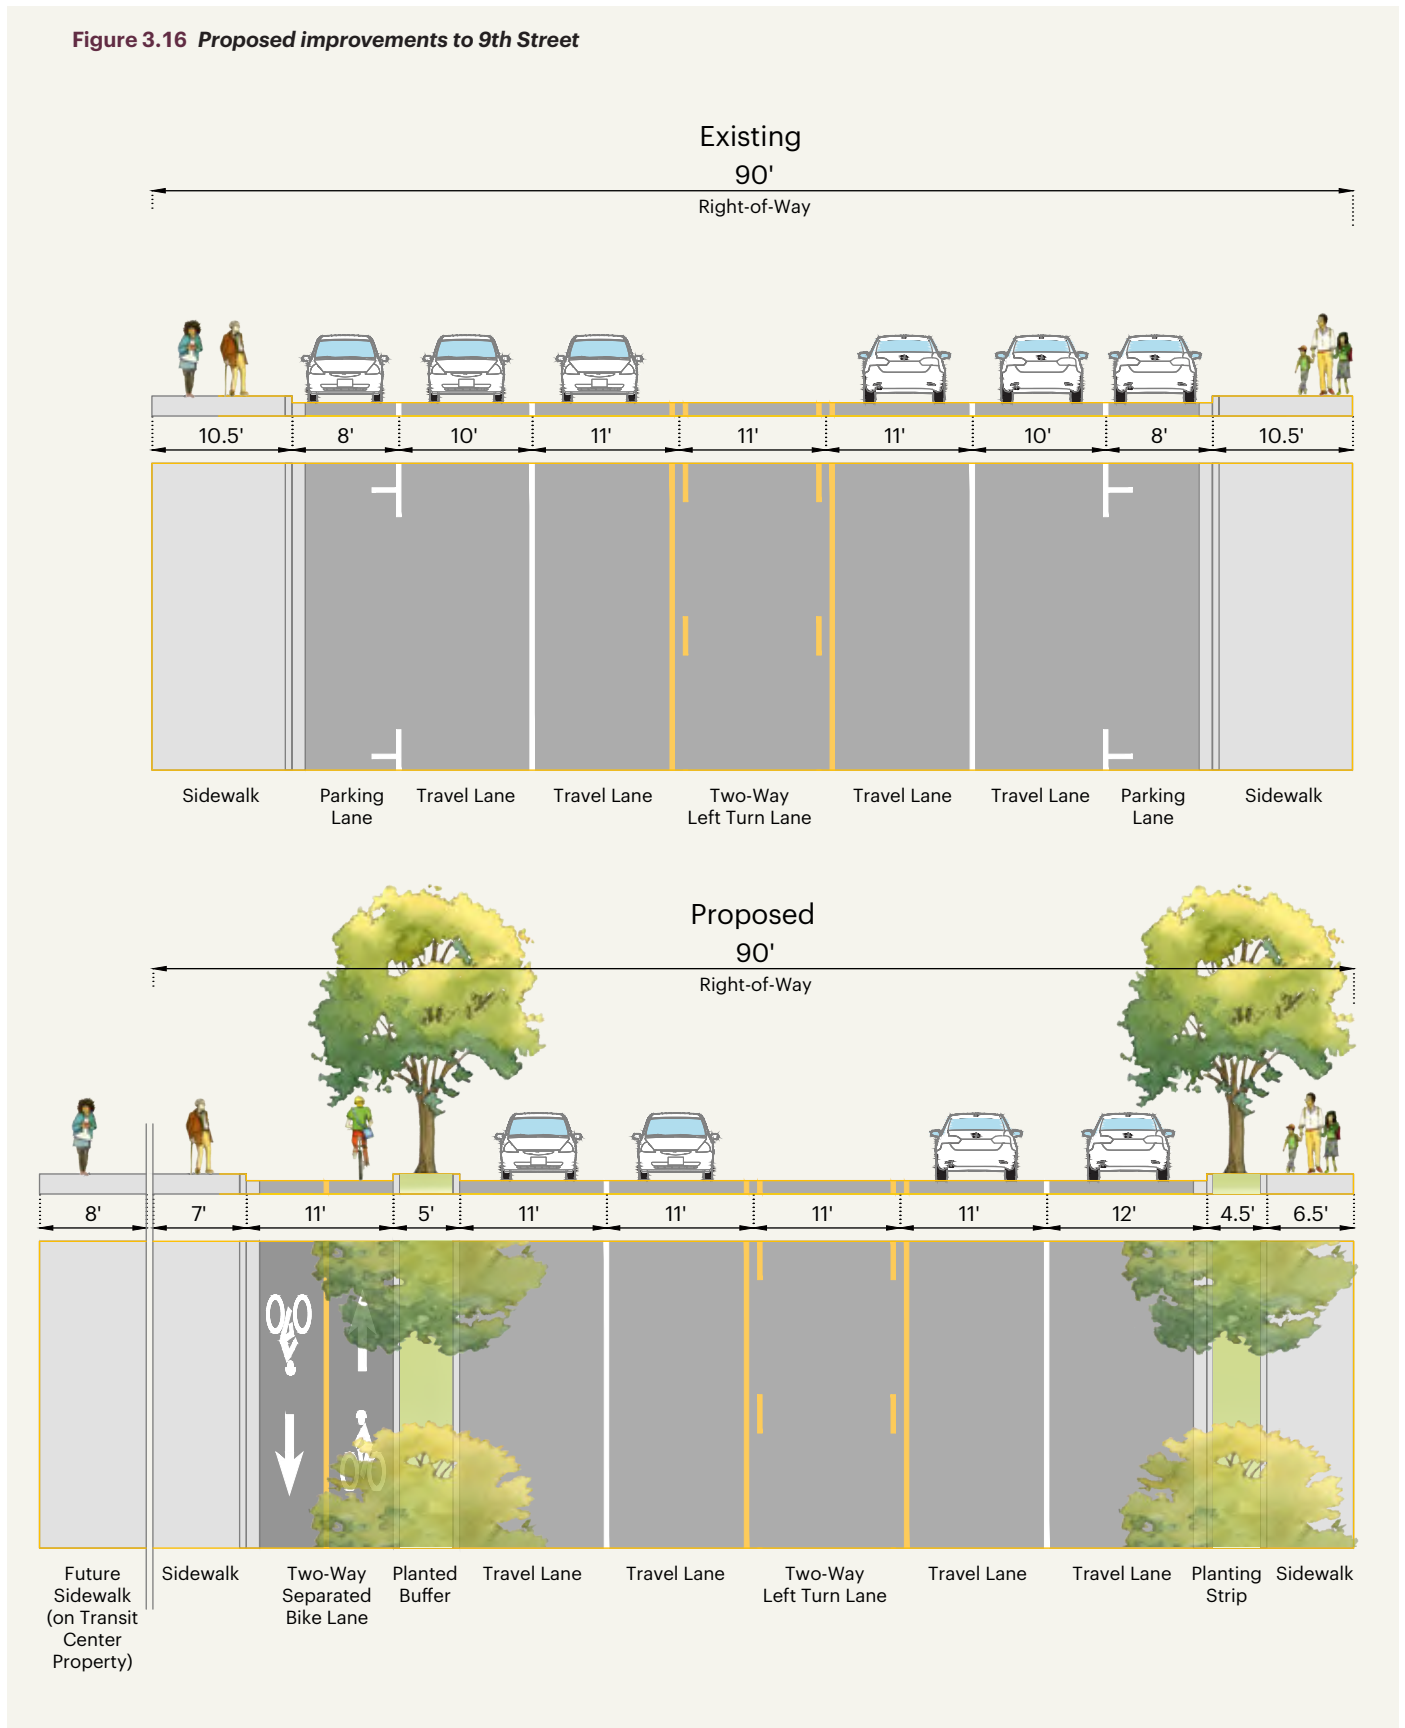 Figure 3.16 Proposed improvements to 9th Street
Existing
90'
Right-of-Way
10.5' 8' 10' 11' 11' 11' 10' 8' 10.5'
Sidewalk Parking Travel Lane Travel Lane Two-Way Travel Lane Travel Lane Parking Sidewalk
Lane Left Turn Lane Lane
Proposed
90'
Right-of-Way
8' 7' 11' 5' 11' 11' 11' 11' 12' 4.5' 6.5'
Future Sidewalk Two-Way Planted Travel Lane Travel Lane Two-Way Travel Lane Travel Lane Planting Sidewalk
Sidewalk Separated Buffer Left Turn Lane Strip
(on Transit Bike Lane
Center
Property)